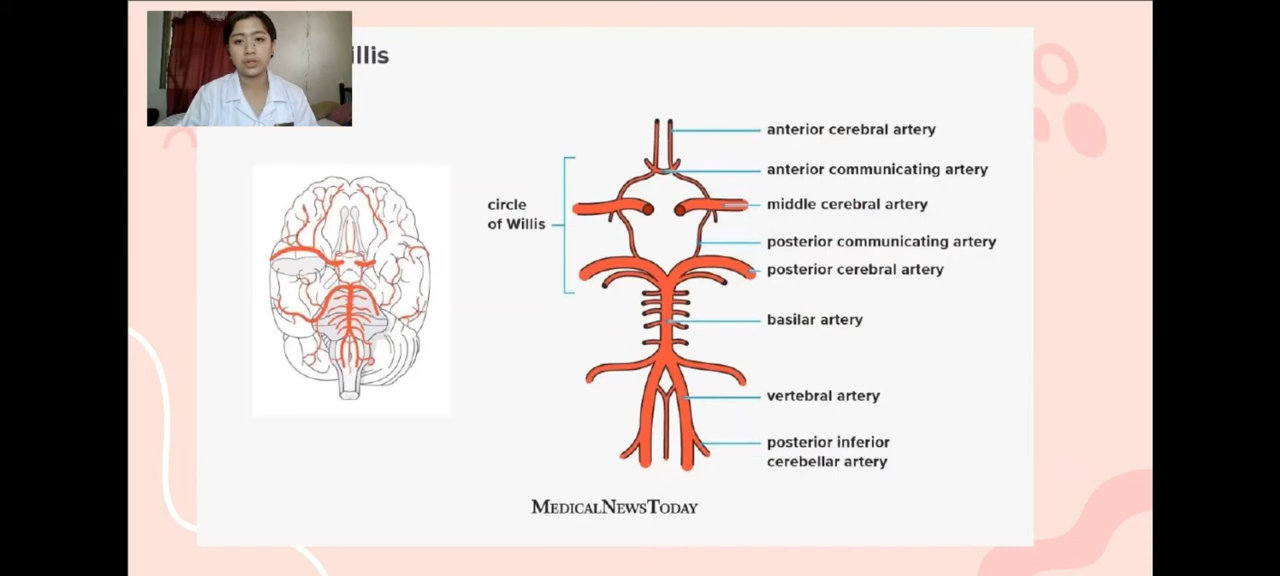 illis
anterior cerebral artery
anterior communicating artery
circle
of Willis
middle cerebral artery
posterior communicating artery
posterior cerebral artery
basilar artery
vertebral artery
posterior inferior
cerebellar artery
MEDICALNEWSTODAY